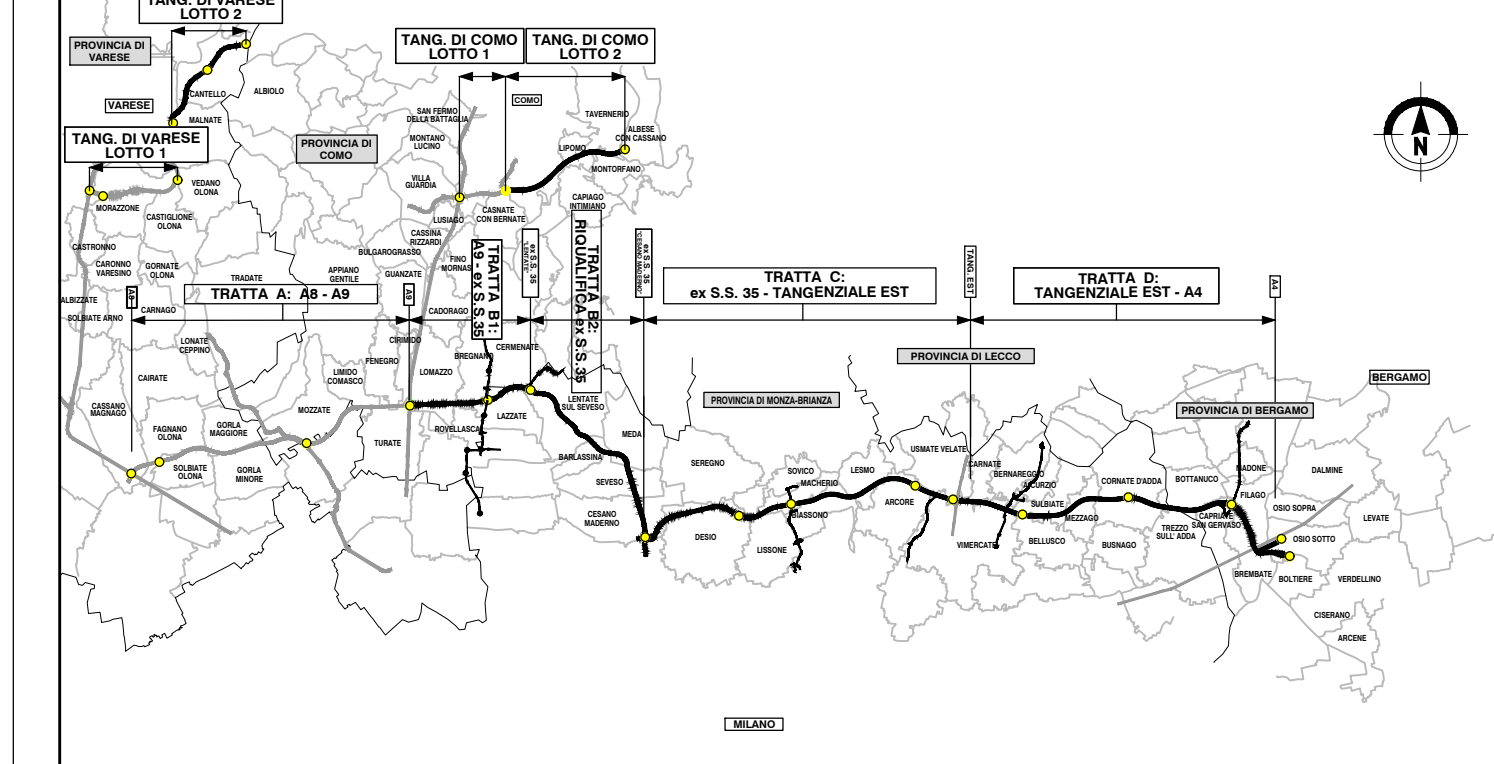 TANG. DI VARESE
LOTTO 2
PROVINCIA DI
VARESE
TANG. DI COMO
LOTTO 1
TANG. DI COMO
LOTTO 2
CANTELLO
ALBIOLO
VARESE
MALNATE
COMO
SAN FERMO
DELLA BATTAGLIA
TAVERNERIO
ALBESE
CON CASSANO
N
TANG. DI VARESE
LOTTO 1
PROVINCIA DI
COMO
MONTANO
LUCINO
LIPOMO
MONTORFANO
VILLA
GUARDIA
VEDANO
OLONA
MORAZZONE
CASTIGLIONE
OLONA
LUSIAGO
CASNATE
CON BERNATE
CAPIAGO
INTIMIANO
CASSINA
RIZZARDI
CASTRONNO
BULGAROGRASSO
CARONNO
VARESINO
GORNATE
OLONA
TRADATE
APPIANO
GENTILE
GUANZATE
FINO
MORNAS
TRATTA B1:
A9 - ex S.S.35
ex S.S. 35
"LENTATE"
TRATTA B2:
RIQUALIFICA ex S.S.35
ex S.S. 35
"CESANO MADERNO"
TRATTA C:
ex S.S. 35 - TANGENZIALE EST
TANG. EST
TRATTA D:
TANGENZIALE EST - A4
A4
ALBIZZATE
SOLBIATE ARNO
A8
CARNAGO
TRATTA A: A8 - A9
A9
CADORAGO
CIRIMIDO
LONATE
CEPPINO
FENEGRO
BREGNANO
CERMENATE
PROVINCIA DI LECCO
CAIRATE
LIMIDO
COMASCO
LOMAZZO
BERGAMO
CASSANO
MAGNAGO
MOZZATE
LAZZATE
LENTATE
SUL SEVESO
PROVINCIA DI MONZA-BRIANZA
PROVINCIA DI BERGAMO
FAGNANO
OLONA
GORLA
MAGGIORE
TURATE
ROVELLASCA
MEDA
SOLBIATE
OLONA
GORLA
MINORE
BARLASSINA
SEVESO
SEREGNO
SOVICO
MACHERIO
LESMO
USMATE VELATE
CARNATE
BERNAREGGIO
AICURZIO
CORNATE D'ADDA
BOTTANUCO
MADONE
DALMINE
CESANO
MADERNO
DESIO
BIASSONO
LISSONE
ARCORE
VIMERCATE
SULBIATE
MEZZAGO
BELLUSCO
BUSNAGO
TREZZO
SULL' ADDA
CAPRIATE
SAN GERVASO
FILAGO
OSIO SOPRA
LEVATE
OSIO SOTTO
BREMBATE
BOLTIERE
VERDELLINO
CISERANO
ARCENE
MILANO